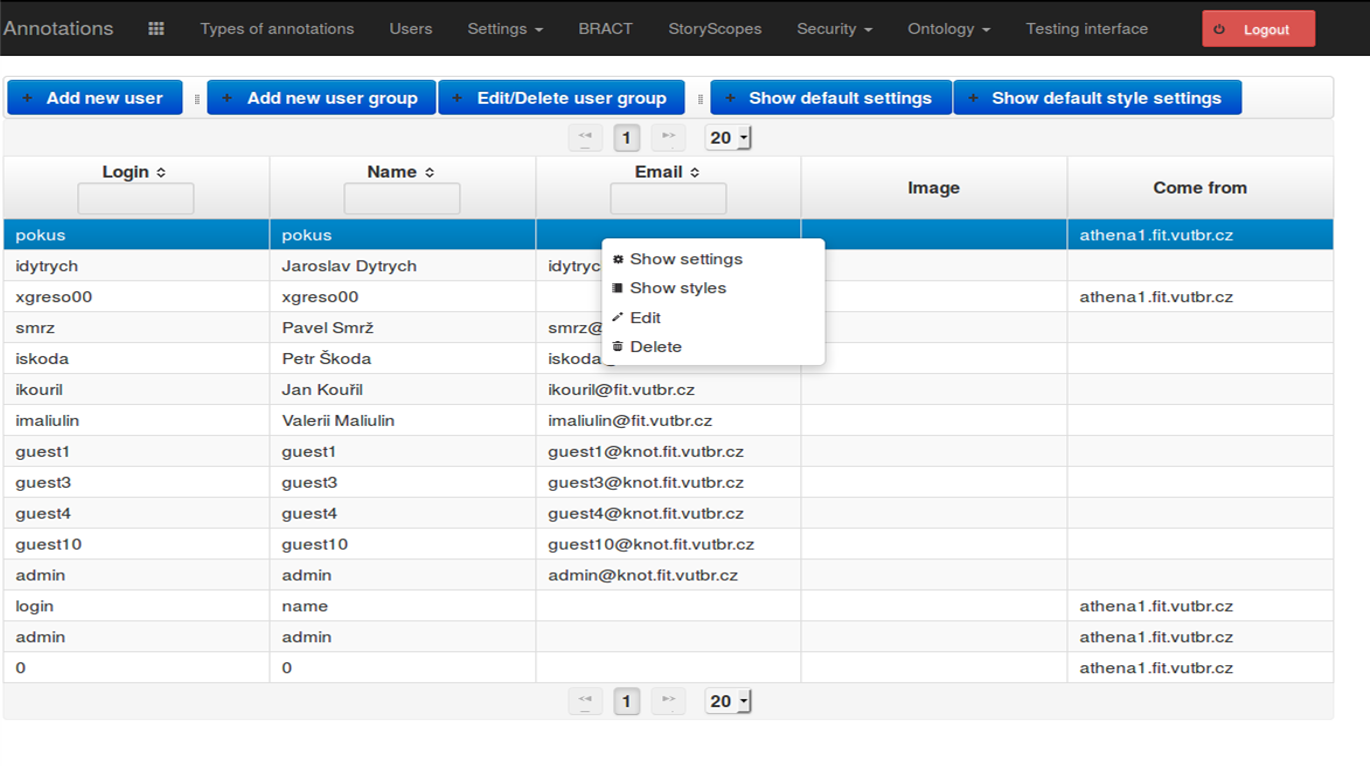 Annotations Types of annotations Users Settings BRACT StoryScopes Security Ontology Testing interface Logout
Add new user Add new user group Edit/Delete user group Show default settings Show default style settings
1 20
Login Name Email Image Come from
pokus pokus athena1.fit.vutbr.cz
idytrych Jaroslav Dytrych idytryc
xgreso00 xgreso00 athena1.fit.vutbr.cz
smrz Pavel Smrž smrz@
iskoda Petr Škoda iskoda@
Show settings
Show styles
Edit
Delete
ikouril Jan Kouřil ikouril@fit.vutbr.cz
imaliulin Valerii Maliulin imaliulin@fit.vutbr.cz
guest1 guest1 guest1@knot.fit.vutbr.cz
guest3 guest3 guest3@knot.fit.vutbr.cz
guest4 guest4 guest4@knot.fit.vutbr.cz
guest10 guest10 guest10@knot.fit.vutbr.cz
admin admin admin@knot.fit.vutbr.cz
login name athena1.fit.vutbr.cz
admin admin athena1.fit.vutbr.cz
0 0 athena1.fit.vutbr.cz
1 20